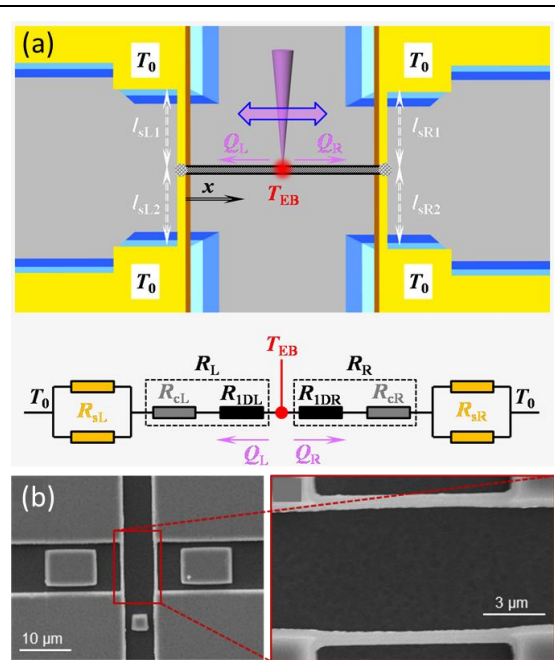 (a)
T₀ T₀
lsL1 lsR1
QL QR
x TEB
lsL2 lsR2
T₀ T₀
TEB
RL RR
T₀ RsL RcL R1DL R1DR RcR RsR T₀
QL QR
(b)
10 μm
3 μm